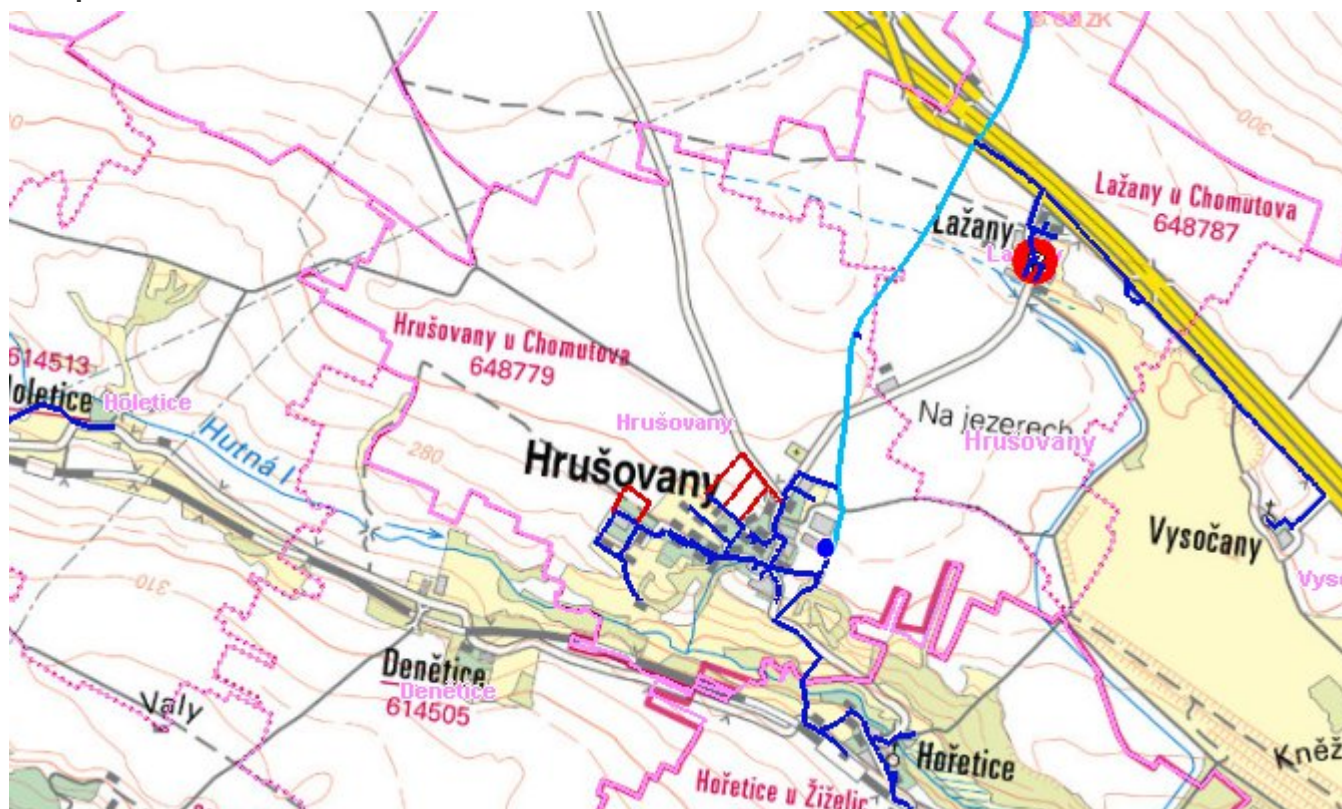 300
Lažany u Chomutova
648787
Lažany
Hrušovany u Chomutova
648779
614513
Holetice
Hrušovany
Na jezerech
Hrušovany
Hutná I
280
Hrušovany
Vysočany
310
Denětice
Denětice
614505
Valy
Hořetice
Hořetice u Žiželic